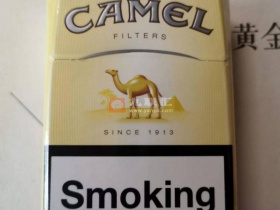 CAMEL
FILTERS
黄金
SINCE 1913
Smoking